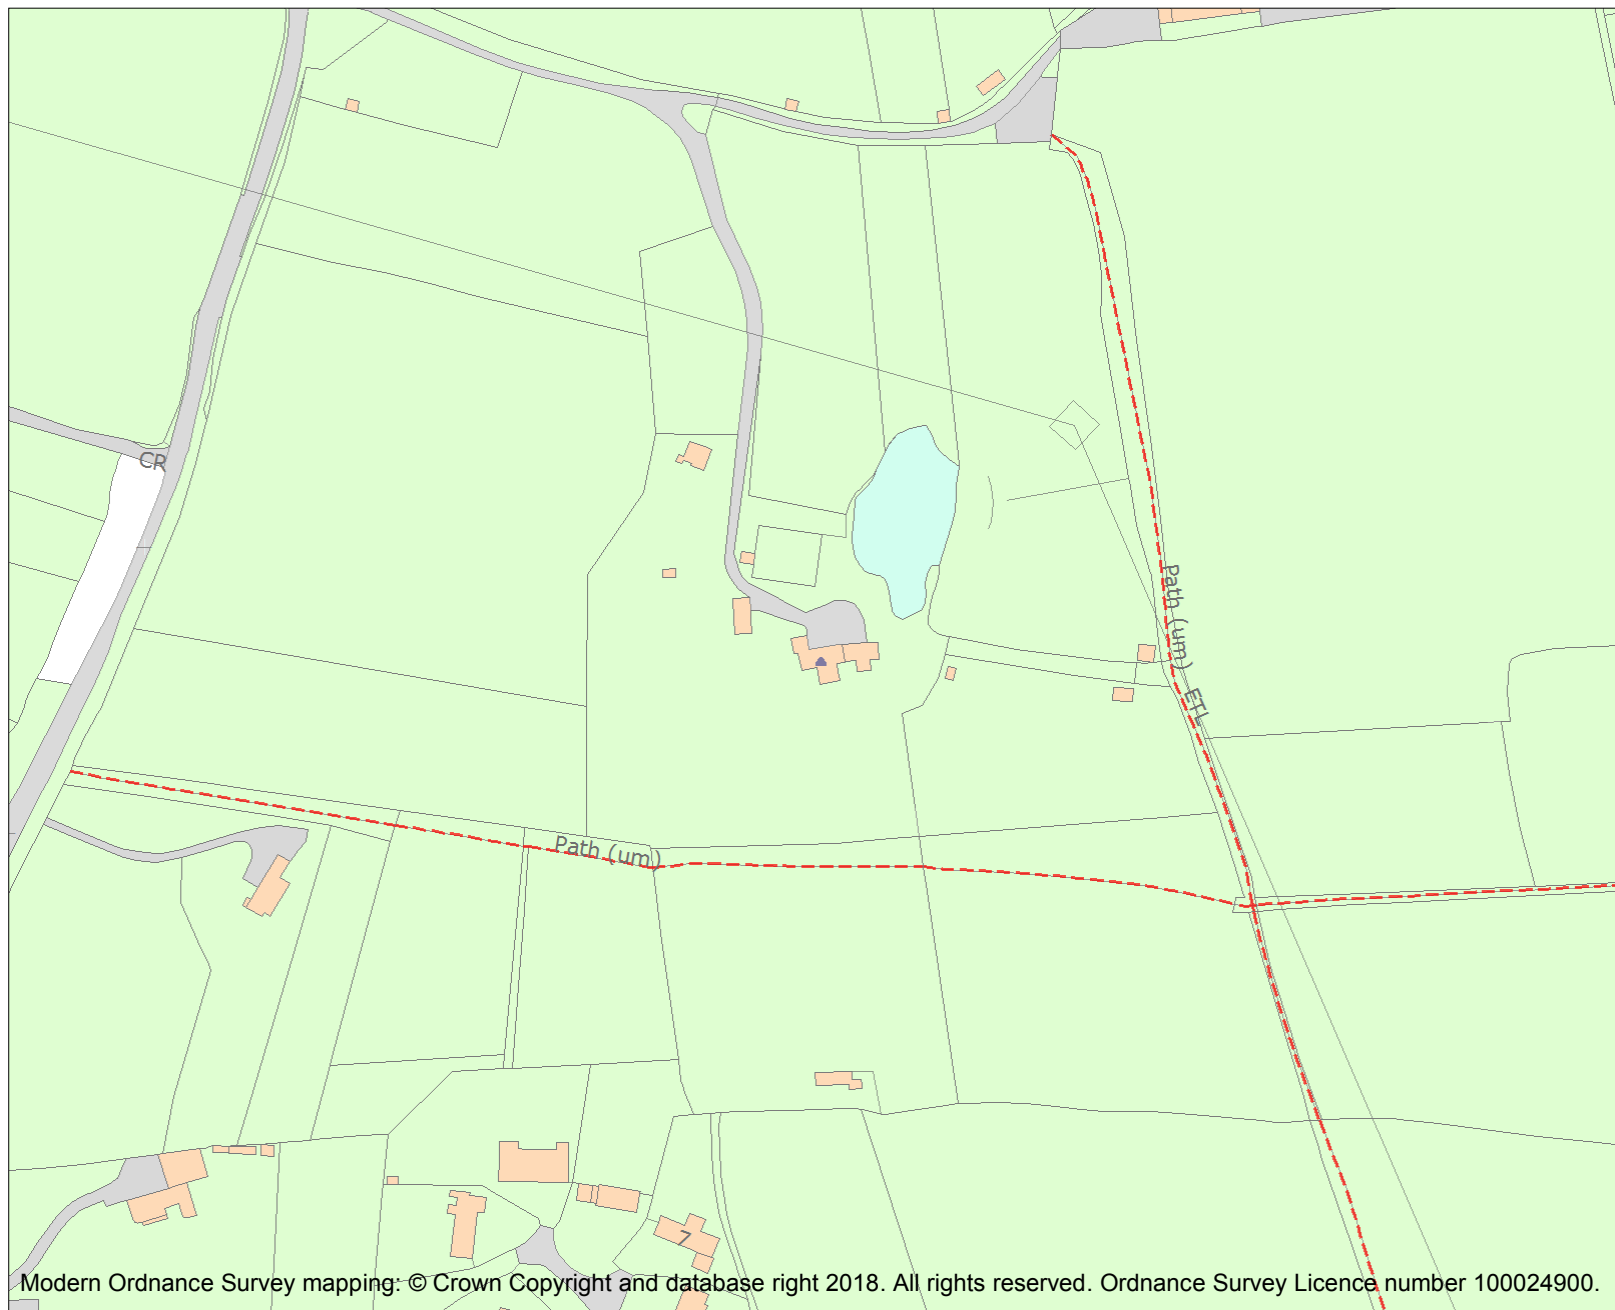 CR
Path (um)
ETL
Path (um)
7
Modern Ordnance Survey mapping: © Crown Copyright and database right 2018. All rights reserved. Ordnance Survey Licence number 100024900.